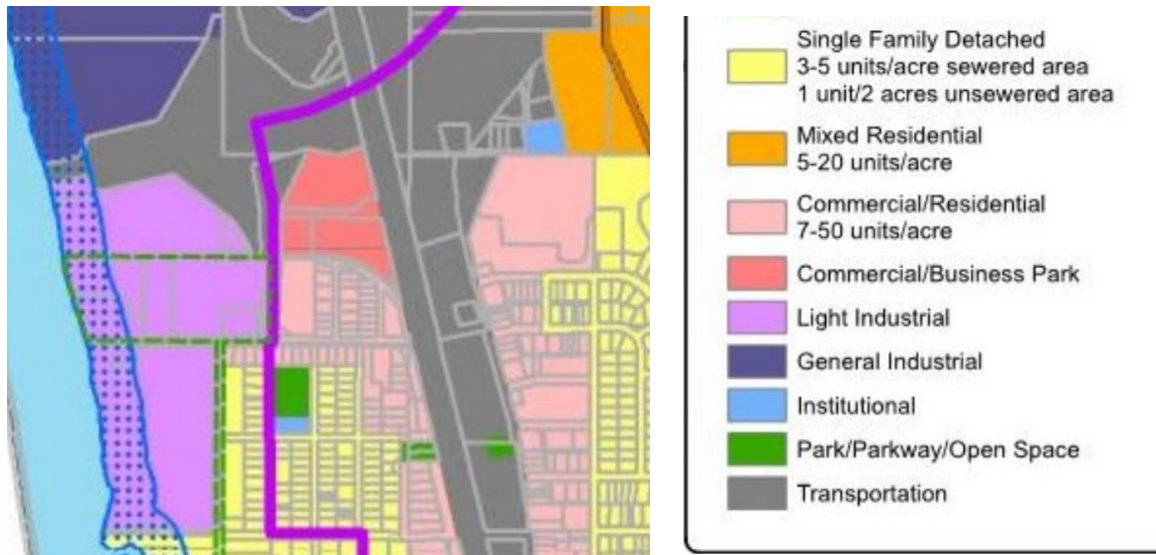 Single Family Detached
3-5 units/acre sewered area
1 unit/2 acres unsewered area
Mixed Residential
5-20 units/acre
Commercial/Residential
7-50 units/acre
Commercial/Business Park
Light Industrial
General Industrial
Institutional
Park/Parkway/Open Space
Transportation